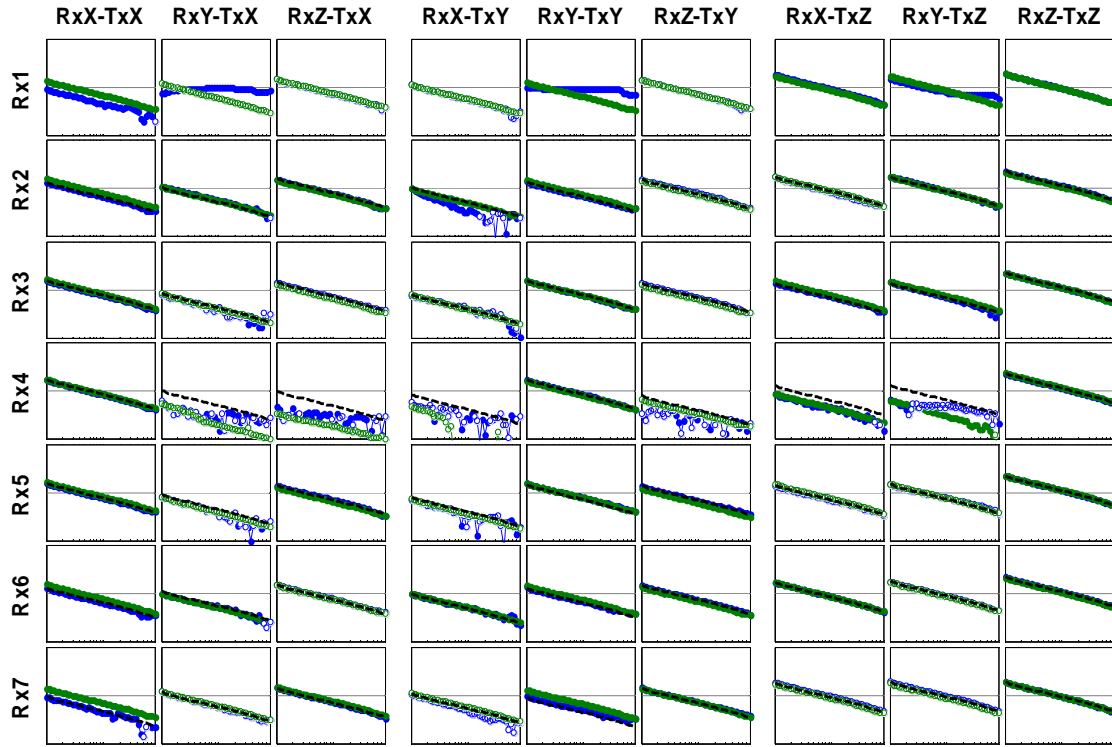 RxX-TxX RxY-TxX RxZ-TxX RxX-TxY RxY-TxY RxZ-TxY RxX-TxZ RxY-TxZ RxZ-TxZ
Rx1
Rx2
Rx3
Rx4
Rx5
Rx6
Rx7